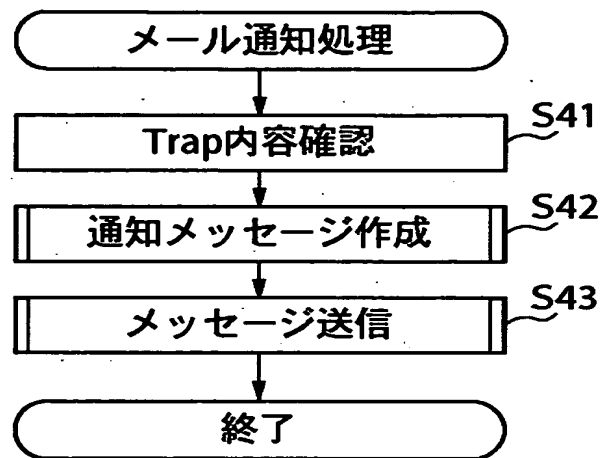 メール通知処理
Trap内容確認
S41
通知メッセージ作成
S42
メッセージ送信
S43
終了